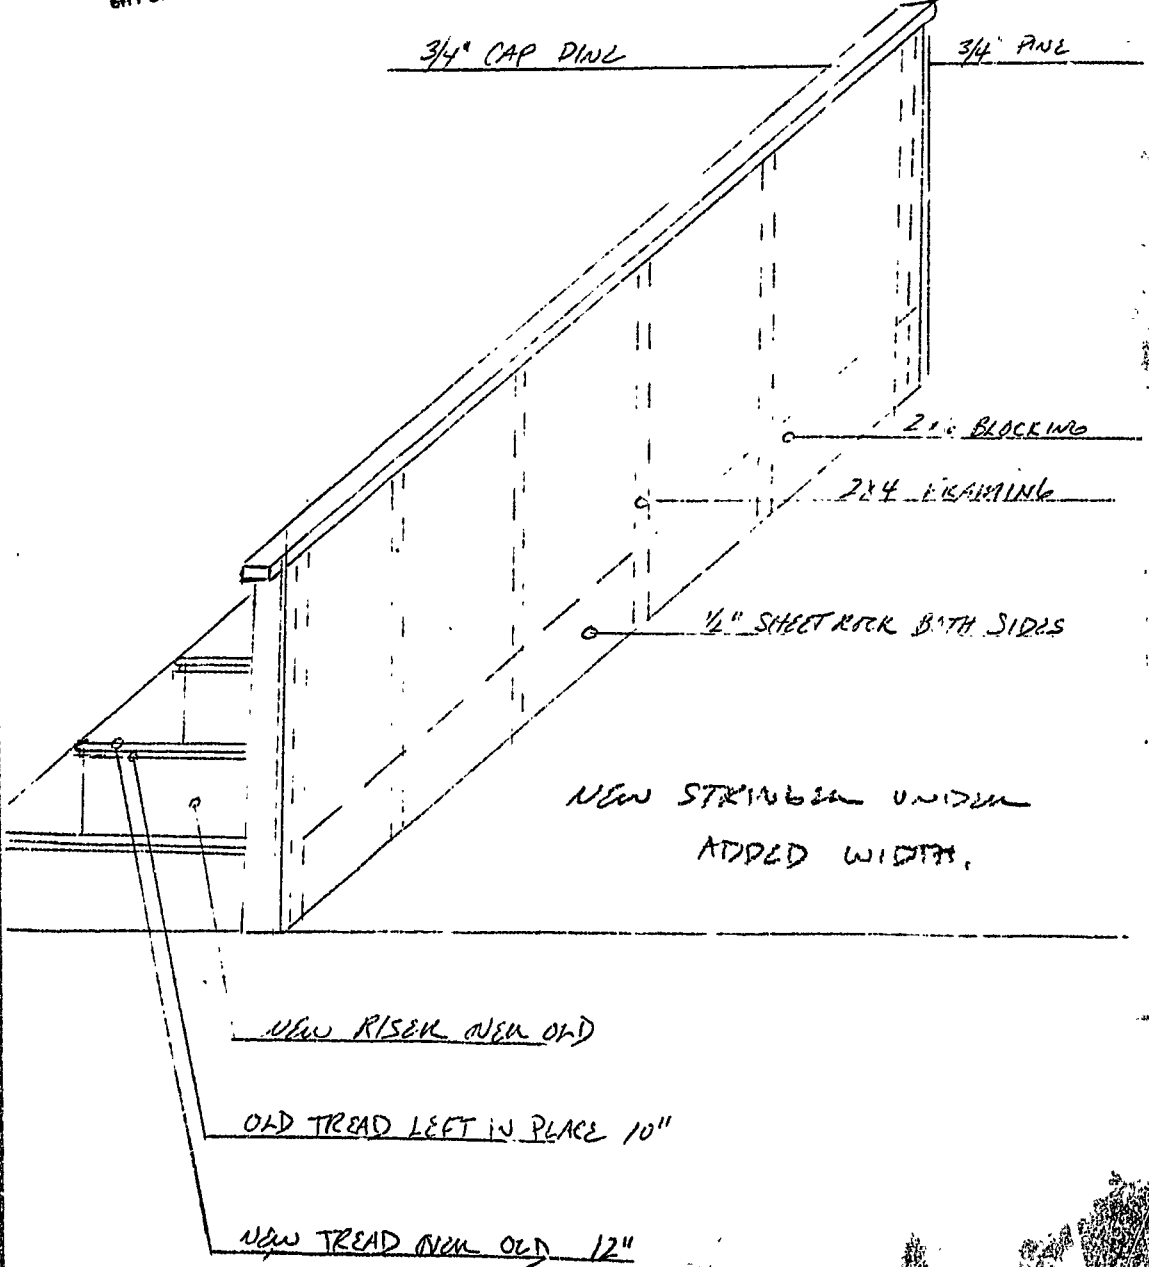 3/4" CAP PINE
3/4" PINE
BLOCKING
2X4 FRAMING
1/2" SHEETROCK BOTH SIDES
NEW STRINGER UNDER
ADDED WIDTH.
NEW RISER OVER OLD
OLD TREAD LEFT IN PLACE 10"
NEW TREAD OVER OLD 12"